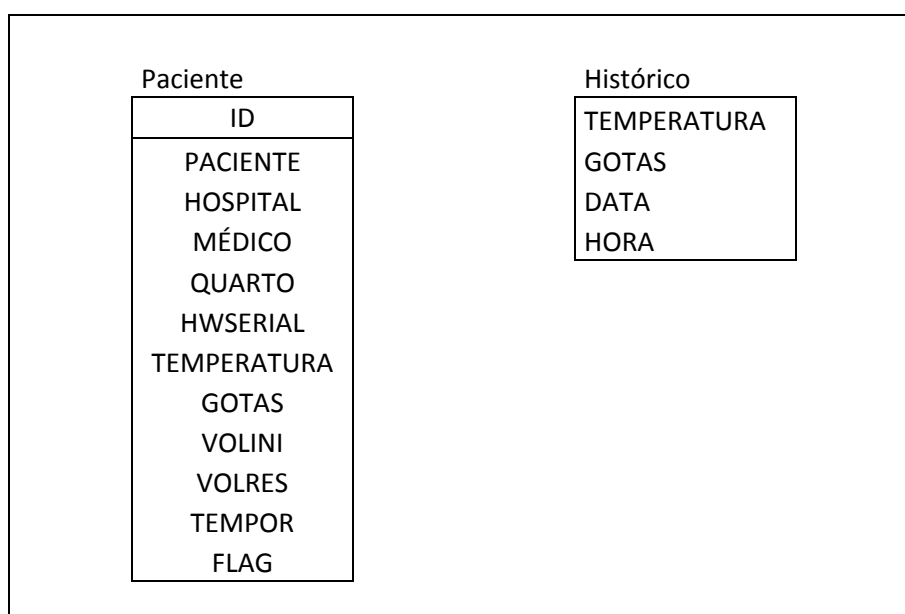 Paciente
ID
PACIENTE
HOSPITAL
MÉDICO
QUARTO
HWSERIAL
TEMPERATURA
GOTAS
VOLINI
VOLRES
TEMPOR
FLAG
Histórico
TEMPERATURA
GOTAS
DATA
HORA